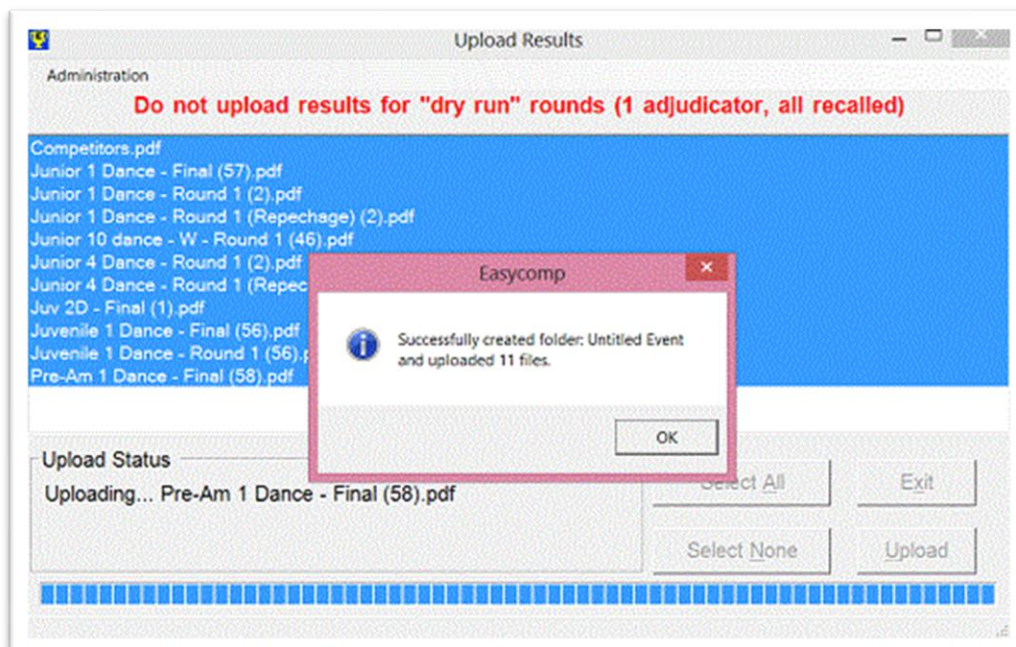 Upload Results
Administration
Do not upload results for "dry run" rounds (1 adjudicator, all recalled)
Competitors.pdf
Junior 1 Dance - Final (57).pdf
Junior 1 Dance - Round 1 (2).pdf
Junior 1 Dance - Round 1 (Repechage) (2).pdf
Junior 10 dance - W - Round 1 (46).pdf
Junior 4 Dance - Round 1 (2).pdf
Junior 4 Dance - Round 1 (Repec
Juv 2D - Final (1).pdf
Juvenile 1 Dance - Final (56).pdf
Juvenile 1 Dance - Round 1 (56).p
Pre-Am 1 Dance - Final (58).pdf
Easycomp
Successfully created folder: Untitled Event
and uploaded 11 files.
OK
Upload Status
Uploading... Pre-Am 1 Dance - Final (58).pdf
Select All
Exit
Select None
Upload